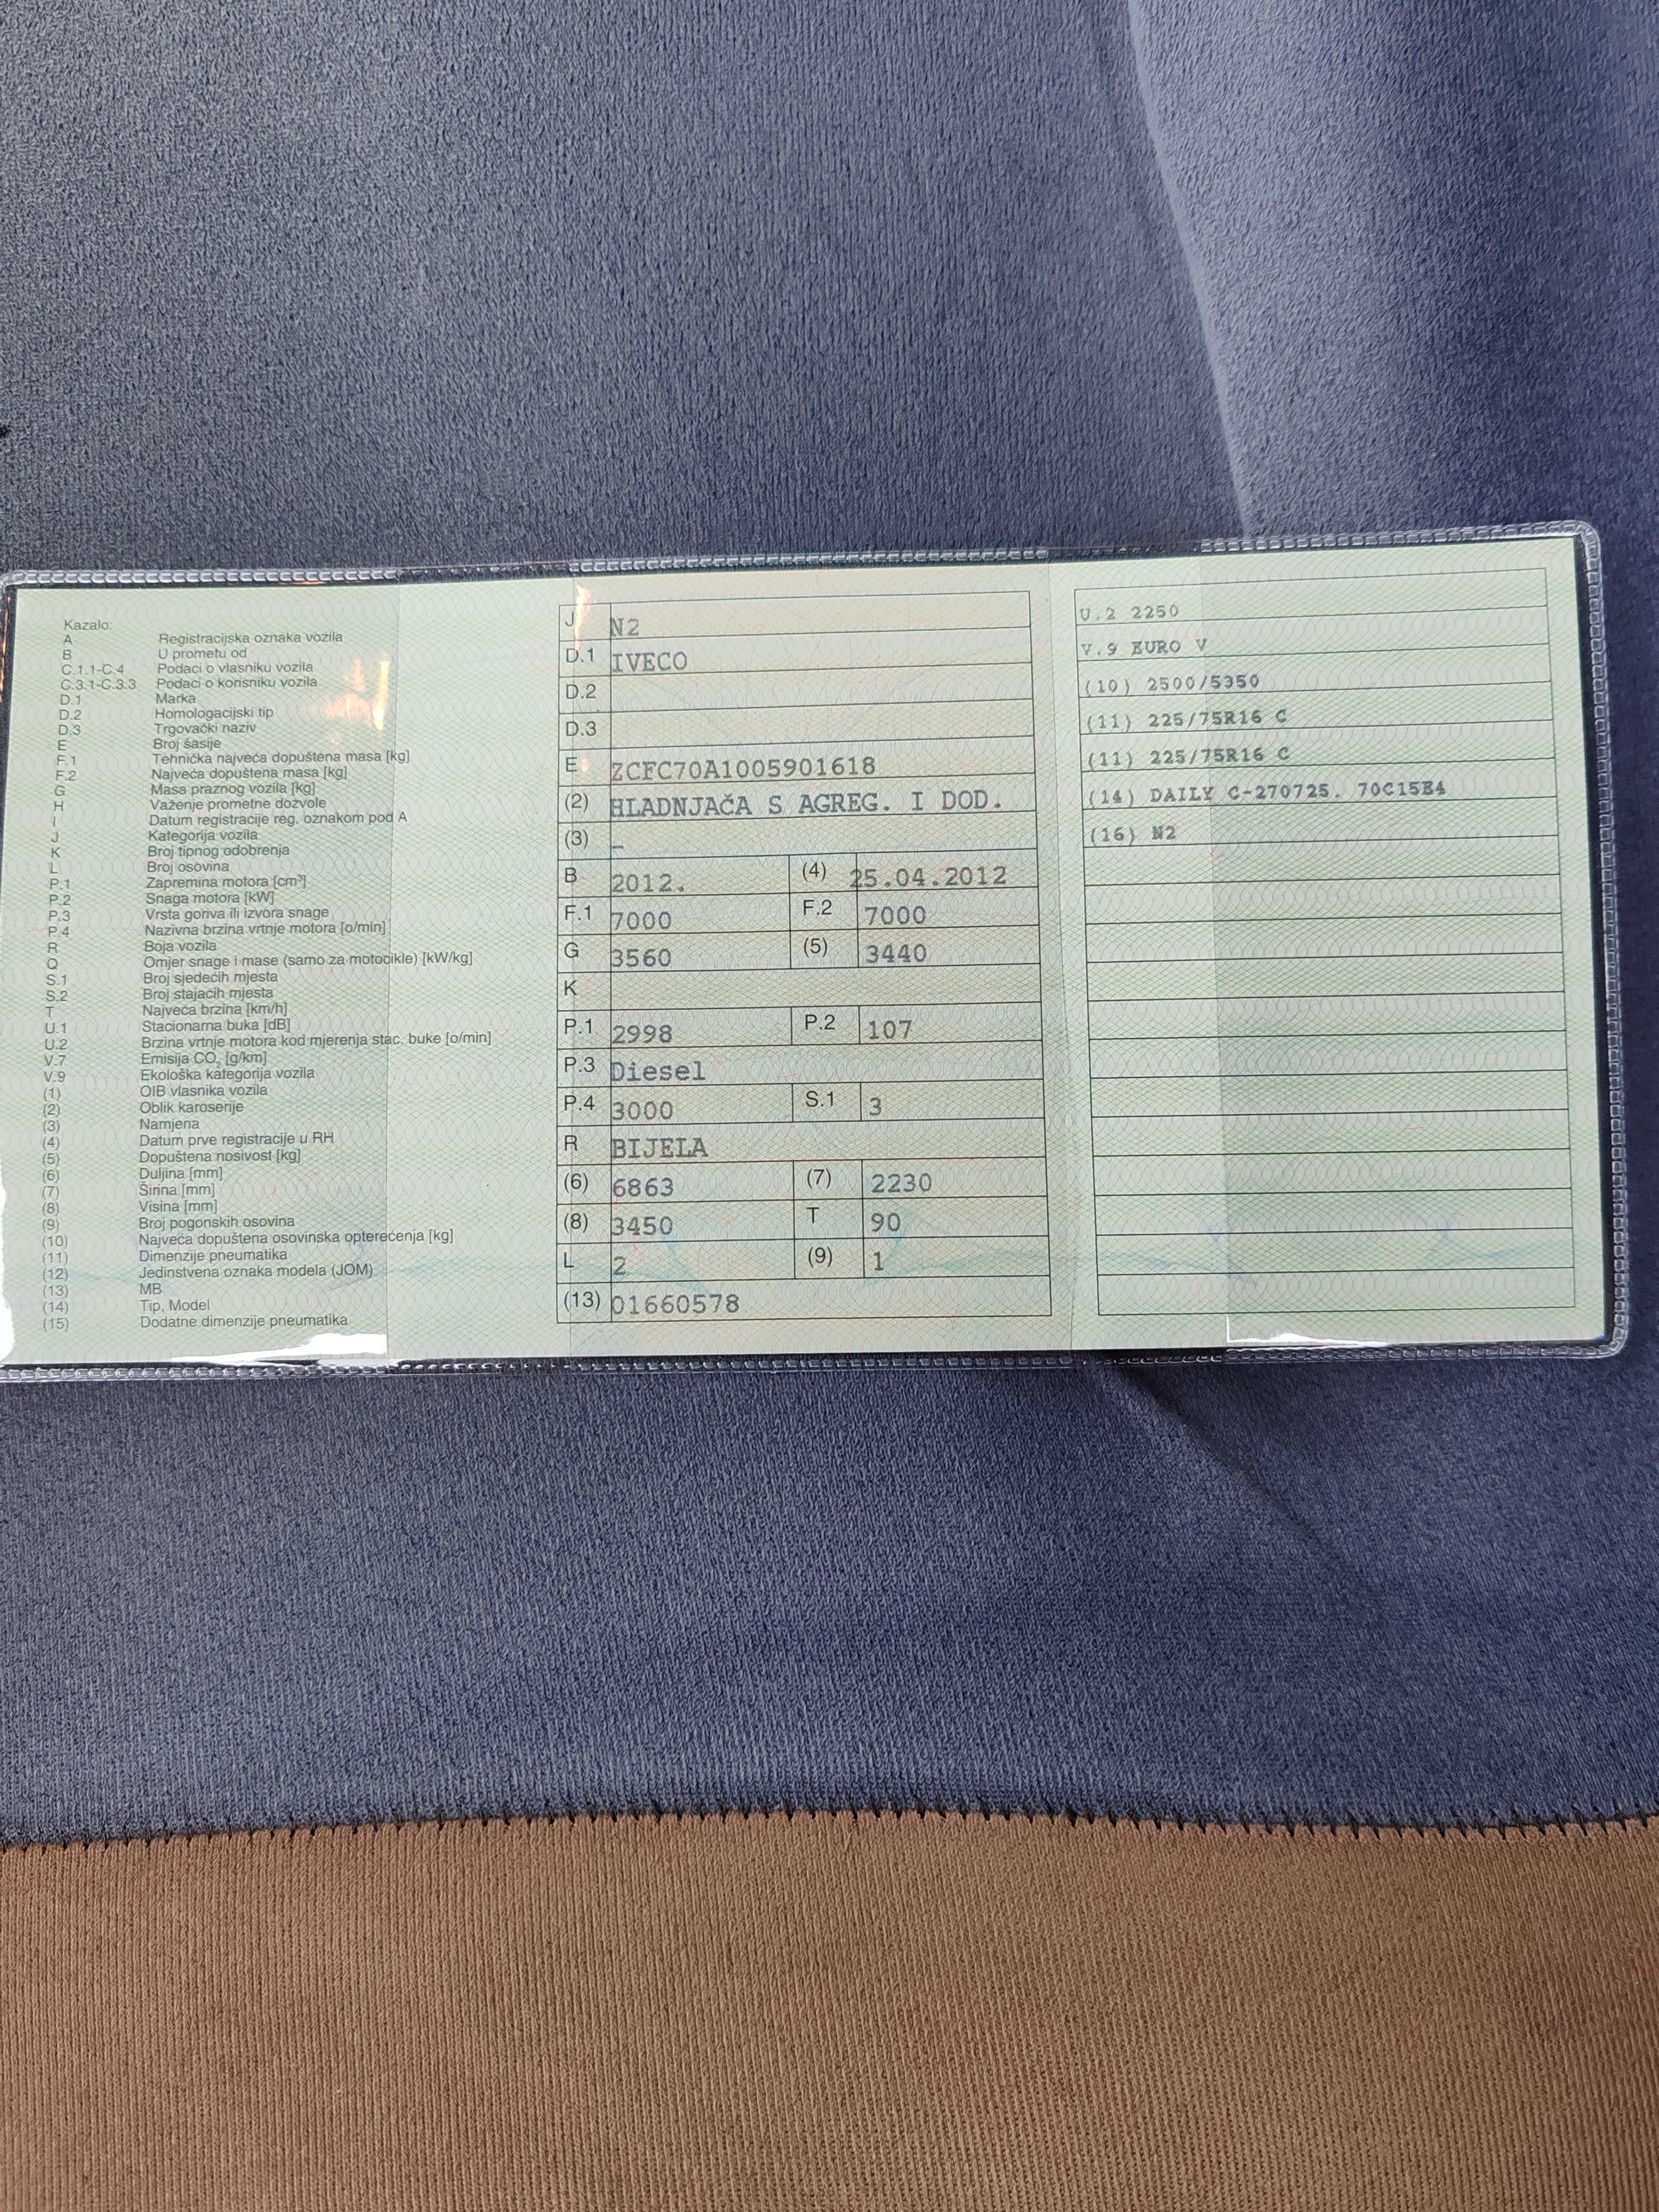 Kazalo:
A Registracijska oznaka vozila
B U prometu od
C.1.1-C.4 Podaci o vlasniku vozila
C.3.1-C.3.3 Podaci o korisniku vozila
D.1 Marka
D.2 Homologacijski tip
D.3 Trgovački naziv
E Broj šasije
F.1 Tehnička najveća dopuštena masa [kg]
F.2 Najveća dopuštena masa [kg]
G Masa praznog vozila [kg]
H Važenje prometne dozvole
I Datum registracije reg. oznakom pod A
J Kategorija vozila
K Broj tipnog odobrenja
L Broj osovina
P.1 Zapremina motora [cm³]
P.2 Snaga motora [kW]
P.3 Vrsta goriva ili izvora snage
P.4 Nazivna brzina vrtnje motora [o/min]
R Boja vozila
Q Omjer snage i mase (samo za motocikle) [kW/kg]
S.1 Broj sjedećih mjesta
S.2 Broj stajaćih mjesta
T Najveća brzina [km/h]
U.1 Stacionarna buka [dB]
U.2 Brzina vrtnje motora kod mjerenja stac. buke [o/min]
V.7 Emisija CO₂ [g/km]
V.9 Ekološka kategorija vozila
(1) OIB vlasnika vozila
(2) Oblik karoserije
(3) Namjena
(4) Datum prve registracije u RH
(5) Dopuštena nosivost [kg]
(6) Duljina [mm]
(7) Širina [mm]
(8) Visina [mm]
(9) Broj pogonskih osovina
(10) Najveća dopuštena osovinska opterećenja [kg]
(11) Dimenzije pneumatika
(12) Jedinstvena oznaka modela (JOM)
(13) MB
(14) Tip, Model
(15) Dodatne dimenzije pneumatika
J N2
D.1 IVECO
D.2
D.3
E ZCFC70A1005901618
(2) HLADNJAČA S AGREG. I DOD.
(3) –
B 2012. (4) 25.04.2012
F.1 7000 F.2 7000
G 3560 (5) 3440
K
P.1 2998 P.2 107
P.3 Diesel
P.4 3000 S.1 3
R BIJELA
(6) 6863 (7) 2230
(8) 3450 T 90
L 2 (9) 1
(13) 01660578
U.2 2250
V.9 EURO V
(10) 2500/5350
(11) 225/75R16 C
(11) 225/75R16 C
(14) DAILY C-270725. 70C15B4
(16) N2